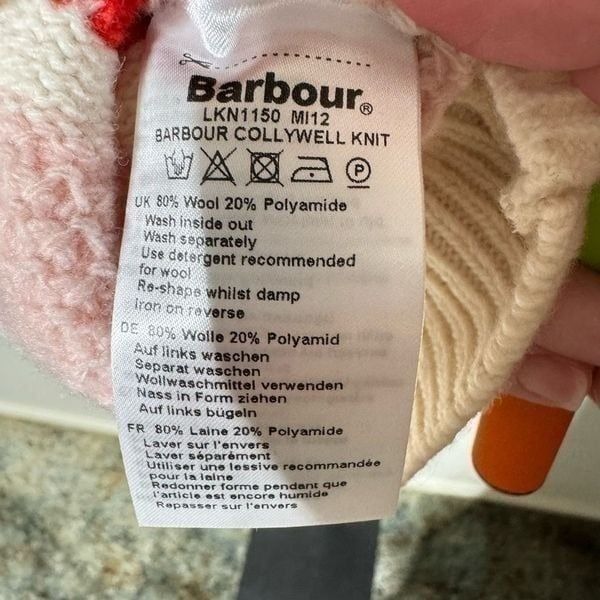 Barbour®
LKN1150 MI12
BARBOUR COLLYWELL KNIT
P
UK 80% Wool 20% Polyamide
Wash inside out
Wash separately
Use detergent recommended
for wool
Re-shape whilst damp
Iron on reverse
DE 80% Wolle 20% Polyamid
Auf links waschen
Separat waschen
Wollwaschmittel verwenden
Nass in Form ziehen
Auf links bügeln
FR 80% Laine 20% Polyamide
Laver sur l'envers
Laver séparément
Utiliser une lessive recommandée
pour la laine
Redonner forme pendant que
l'article est encore humide
Repasser sur l'envers